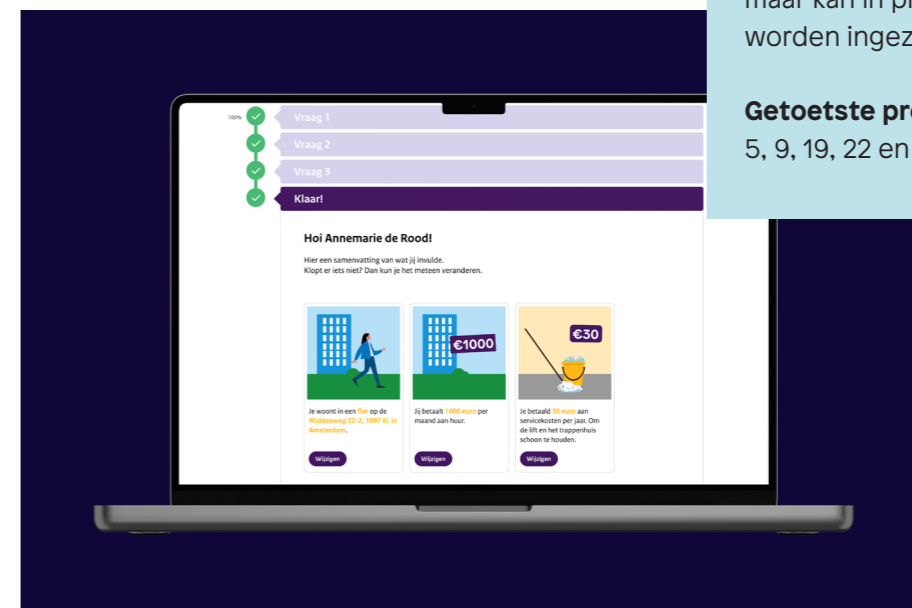 maar kan in
worden
Getoetste
5, 9, 19, 22 en
100%
Vraag 1
Vraag 2
Vraag 3
Klaar!
Hoi Annemarie de Rood!
Hier een samenvatting van wat jij invulde.
Klopt er iets niet? Dan kun je het meteen veranderen.
€1000
€30
Je woont in een flat op de
Middenweg 22-2, 1097 EL in
Amsterdam.
Wijzigen
Jij betaalt 1000 euro per
maand aan huur.
Wijzigen
Je betaald 30 euro aan
servicekosten per jaar. Om
de lift en het trappenhuis
schoon te houden.
Wijzigen